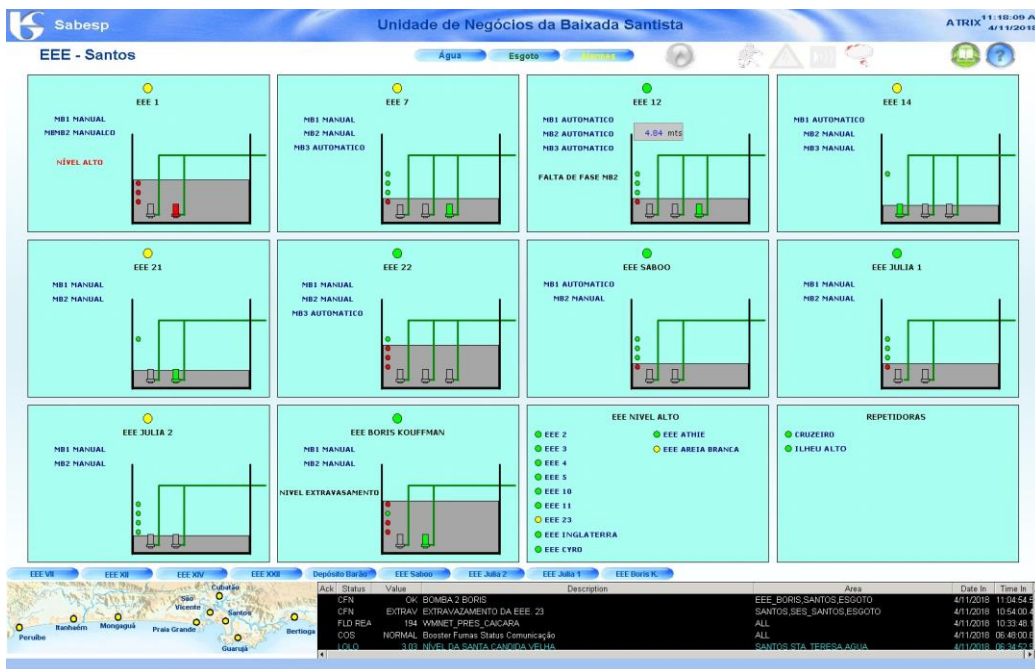 Sabesp
Unidade de Negócios da Baixada Santista
A TRIX
11:18:09 A
4/11/2018
EEE - Santos
Água
Esgoto
Alarmes
EEE 1
MB1 MANUAL
MBMB2 MANUALCO
NÍVEL ALTO
EEE 7
MB1 MANUAL
MB2 MANUAL
MB3 AUTOMATICO
EEE 12
MB1 AUTOMATICO
MB2 AUTOMATICO
MB3 AUTOMATICO
4.84 mts
FALTA DE FASE MB2
EEE 14
MB1 AUTOMATICO
MB2 MANUAL
MB3 MANUAL
EEE 21
MB1 MANUAL
MB2 MANUAL
EEE 22
MB1 MANUAL
MB2 MANUAL
MB3 AUTOMATICO
EEE SABOO
MB1 AUTOMATICO
MB2 MANUAL
EEE JULIA 1
MB1 MANUAL
MB2 MANUAL
EEE JULIA 2
MB1 MANUAL
MB2 MANUAL
EEE BORIS KOUFFMAN
MB1 MANUAL
MB2 MANUAL
NIVEL EXTRAVASAMENTO
EEE NIVEL ALTO
EEE 2
EEE 3
EEE 4
EEE 5
EEE 10
EEE 11
EEE 23
EEE INGLATERRA
EEE CYRO
EEE ATHIE
EEE AREIA BRANCA
REPETIDORAS
CRUZEIRO
ILHEU ALTO
EEE VII
EEE XII
EEE XIV
EEE XXII
Depósito Barão
EEE Saboo
EEE Julia 2
EEE Julia 1
EEE Boris K.
Cubatão
São Vicente
Santos
Bertioga
Peruíbe
Itanhaém
Mongaguá
Praia Grande
Guarujá
Ack Status Value Description Area Date In Time In
CFN OK BOMBA 2 BORIS EEE_BORIS,SANTOS,ESGOTO 4/11/2018 11:04:54
CFN EXTRAV EXTRAVAZAMENTO DA EEE. 23 SANTOS,SES_SANTOS,ESGOTO 4/11/2018 10:54:00
FLD REA 194 WMNET_PRES_CAICARA ALL 4/11/2018 10:33:48
COS NORMAL Booster Furnas Status Comunicação ALL 4/11/2018 06:48:00
LOLO 3.03 NÍVEL DA SANTA CANDIDA VELHA SANTOS,STA_TERESA,AGUA 4/11/2018 06:34:52